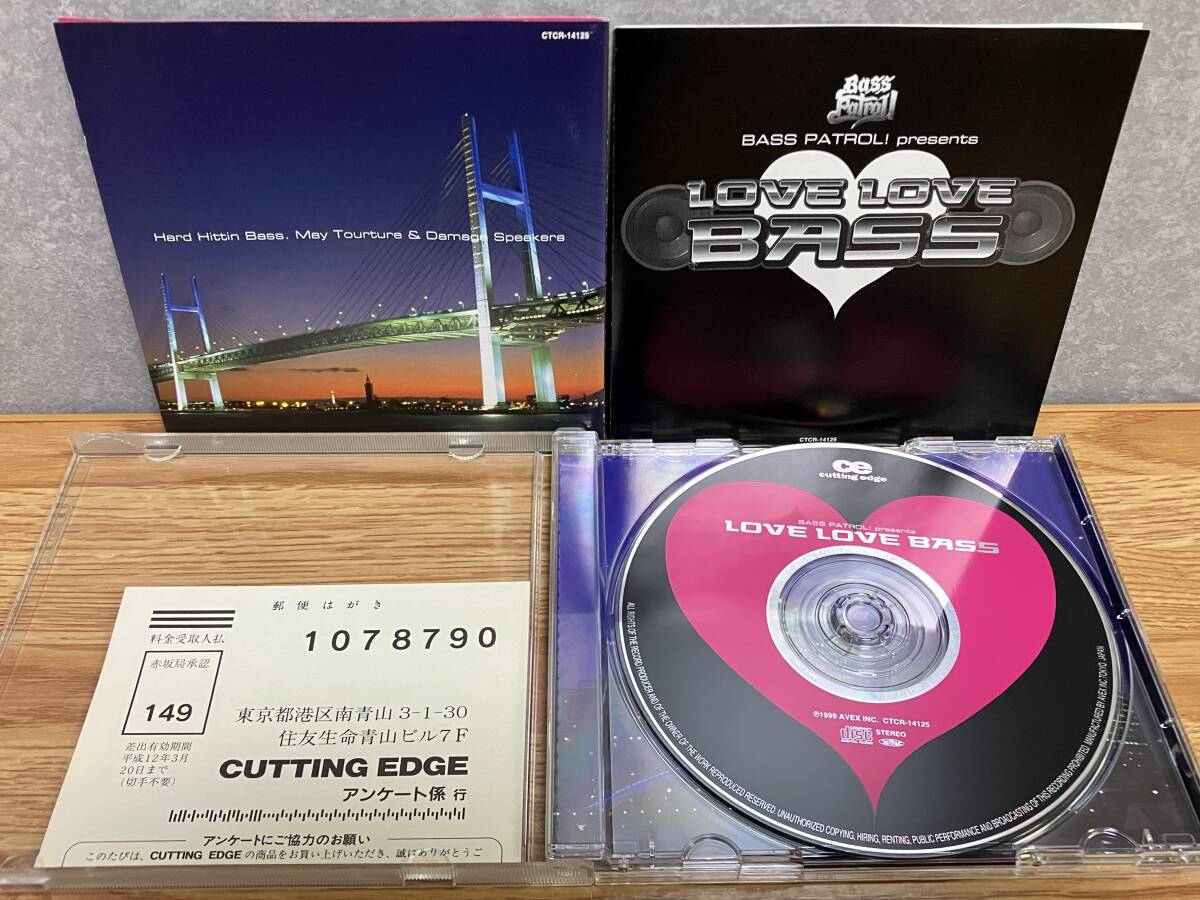 CTCR-14125
Hard Hittin Bass. May Tourture & Damage Speakers
Bass
Patrol!
BASS PATROL! presents
LOVE LOVE
BASS
CTCR-14125
ce
cutting edge
BASS PATROL! presents
LOVE LOVE BASS
℗1999 AVEX INC. CTCR-14125
COMPACT
disc
DIGITAL AUDIO
STEREO
ALL RIGHTS OF THE RECORD PRODUCER AND OF THE OWNER OF THE WORK REPRODUCED RESERVED. UNAUTHORIZED COPYING, HIRING, RENTING, PUBLIC PERFORMANCE AND BROADCASTING OF THIS RECORDING PROHIBITED. MANUFACTURED BY AVEX INC. TOKYO, JAPAN
郵便はがき
料金受取人払
1078790
赤坂局承認
149
差出有効期間
平成12年3月
20日まで
(切手不要)
東京都港区南青山 3-1-30
住友生命青山ビル7F
CUTTING EDGE
アンケート係 行
アンケートにご協力のお願い
このたびは、CUTTING EDGE の商品をお買い上げいただき、誠にありがとうご